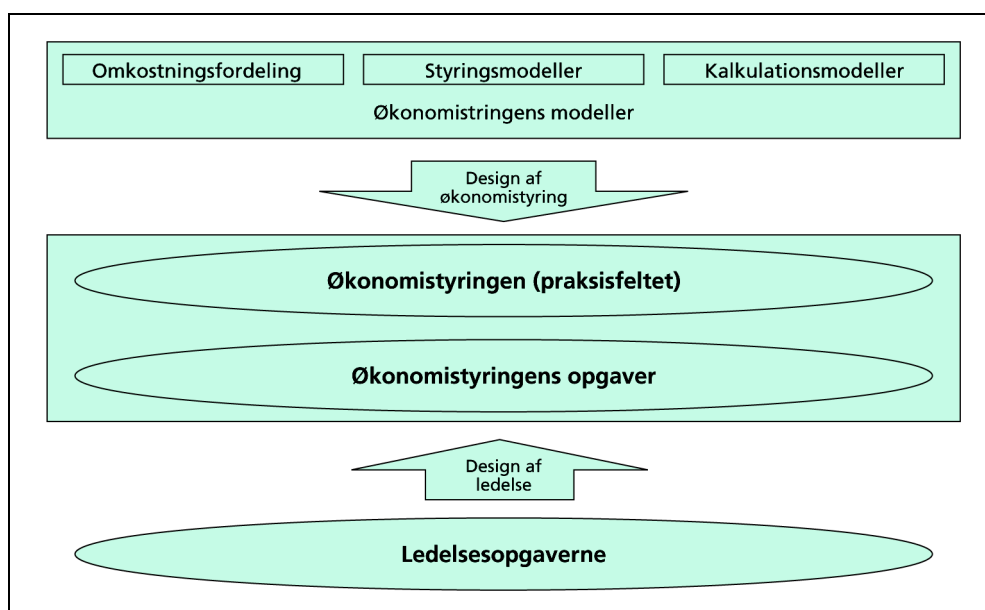 Omkostningsfordeling
Styringsmodeller
Kalkulationsmodeller
Økonomistringens modeller
Design af
økonomistyring
Økonomistyringen (praksisfeltet)
Økonomistyringens opgaver
Design af
ledelse
Ledelsesopgaverne